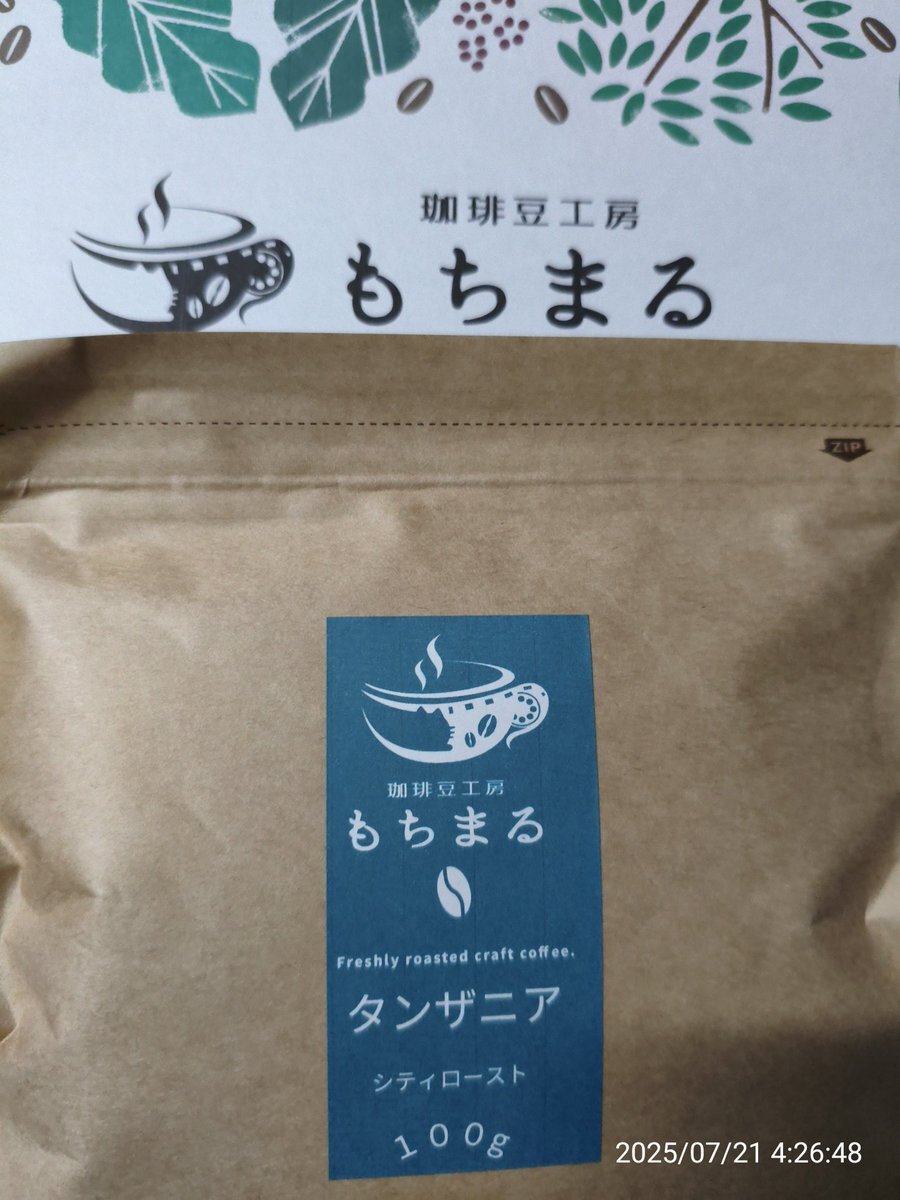 珈琲豆工房
もちまる
ZIP
珈琲豆工房
もちまる
Freshly roasted craft coffee.
タンザニア
シティロースト
100g
2025/07/21 4:26:48